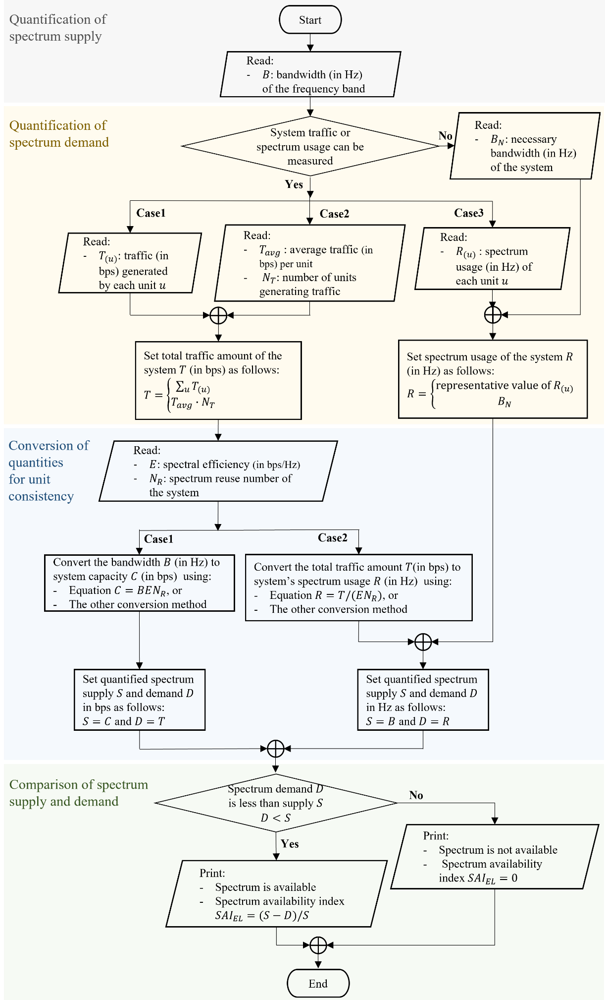 Quantification of
spectrum supply
Start
Read:
- B: bandwidth (in Hz)
of the frequency band
Quantification of
spectrum demand
System traffic or
spectrum usage can be
measured
No
Read:
- B_N: necessary
bandwidth (in Hz)
of the system
Yes
Case1
Case2
Case3
Read:
- T_(u): traffic (in
bps) generated
by each unit u
Read:
- T_avg : average traffic (in
bps) per unit
- N_T: number of units
generating traffic
Read:
- R_(u) : spectrum
usage (in Hz) of
each unit u
Set total traffic amount of the
system T (in bps) as follows:
T = { ∑_u T_(u)
T_avg · N_T
Set spectrum usage of the system R
(in Hz) as follows:
R = { representative value of R_(u)
B_N
Conversion of
quantities
for unit
consistency
Read:
- E: spectral efficiency (in bps/Hz)
- N_R: spectrum reuse number of
the system
Case1
Case2
Convert the bandwidth B (in Hz) to
system capacity C (in bps) using:
- Equation C = BEN_R, or
- The other conversion method
Convert the total traffic amount T(in bps) to
system's spectrum usage R (in Hz) using:
- Equation R = T/(EN_R), or
- The other conversion method
Set quantified spectrum
supply S and demand D
in bps as follows:
S = C and D = T
Set quantified spectrum
supply S and demand D
in Hz as follows:
S = B and D = R
Comparison of spectrum
supply and demand
Spectrum demand D
is less than supply S
D < S
No
Yes
Print:
- Spectrum is not available
- Spectrum availability
index SAI_EL = 0
Print:
- Spectrum is available
- Spectrum availability index
SAI_EL = (S − D)/S
End